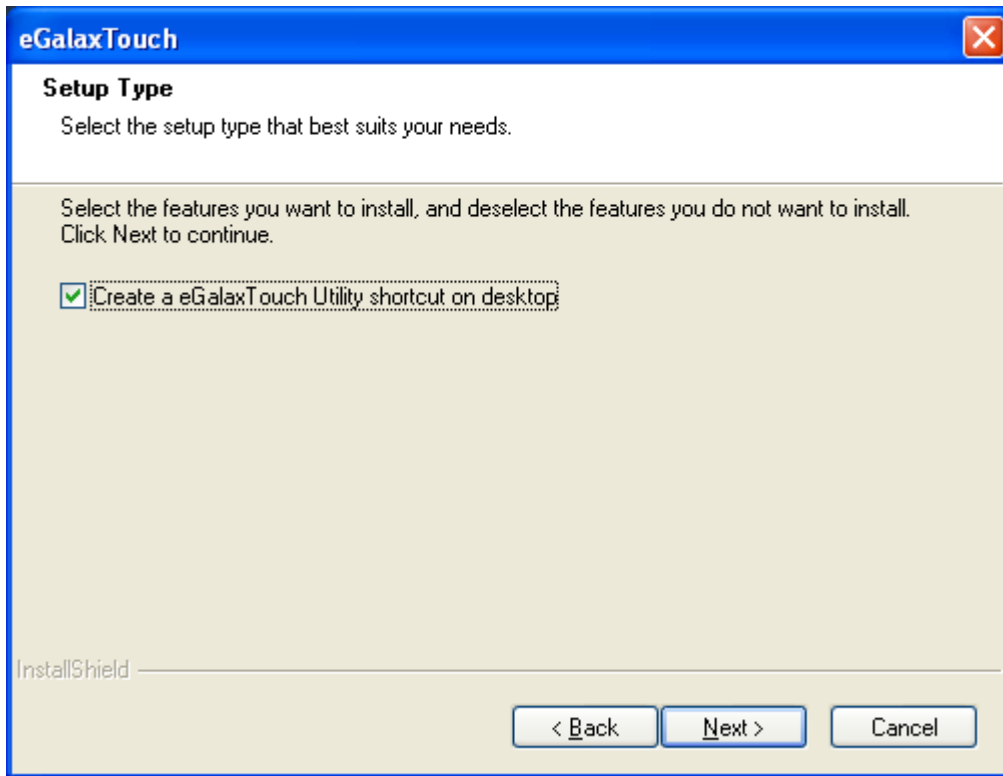 eGalaxTouch
Setup Type
Select the setup type that best suits your needs.
Select the features you want to install, and deselect the features you do not want to install.
Click Next to continue.
Create a eGalaxTouch Utility shortcut on desktop
InstallShield
< Back Next > Cancel